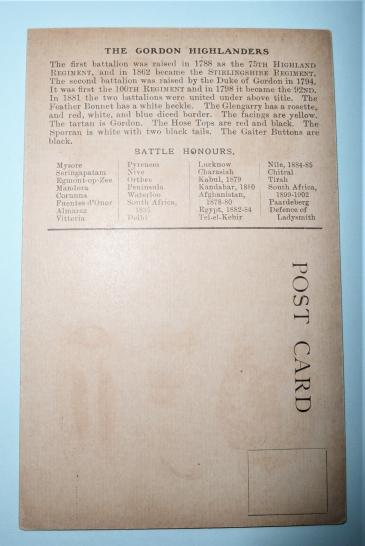 THE GORDON HIGHLANDERS
The first battalion was raised in 1788 as the 75TH HIGHLAND
REGIMENT, and in 1862 became the STIRLINGSHIRE REGIMENT.
The second battalion was raised by the Duke of Gordon in 1794.
It was first the 100TH REGIMENT and in 1798 it became the 92ND.
In 1881 the two battalions were united under above title. The
Feather Bonnet has a white heckle. The Glengarry has a rosette,
and red, white, and blue diced border. The facings are yellow.
The tartan is Gordon. The Hose Tops are red and black. The
Sporran is white with two black tails. The Gaiter Buttons are
black.
BATTLE HONOURS,
Mysore
Seringapatam
Egmont-op-Zee
Mandora
Corunna
Fuentes d'Onor
Almaraz
Vittoria
Pyrenees
Nive
Orthes
Peninsula
Waterloo
South Africa,
1835
Delhi
Lucknow
Charasiah
Kabul, 1879
Kandahar, 1880
Afghanistan,
1878-80
Egypt, 1882-84
Tel-el-Kebir
Nile, 1884-85
Chitral
Tirah
South Africa,
1899-1902
Paardeberg
Defence of
Ladysmith
POST CARD